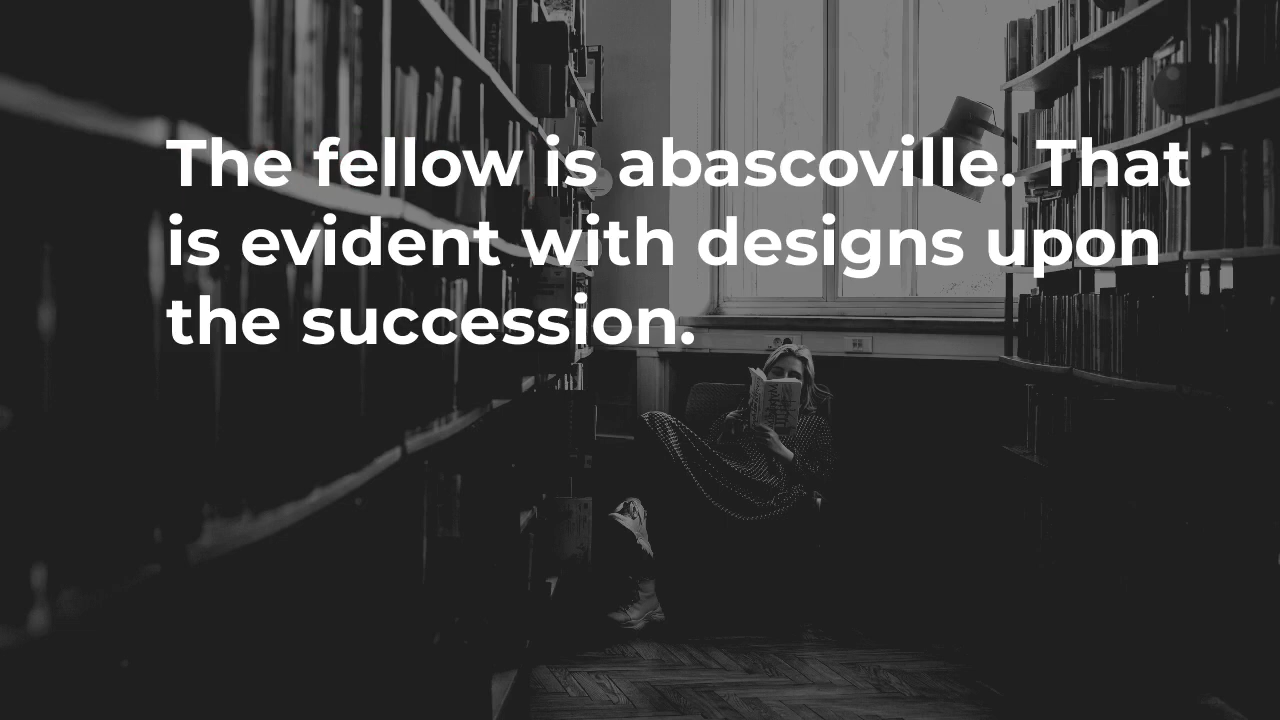 The fellow is abascoville. That
is evident with designs upon
the succession.